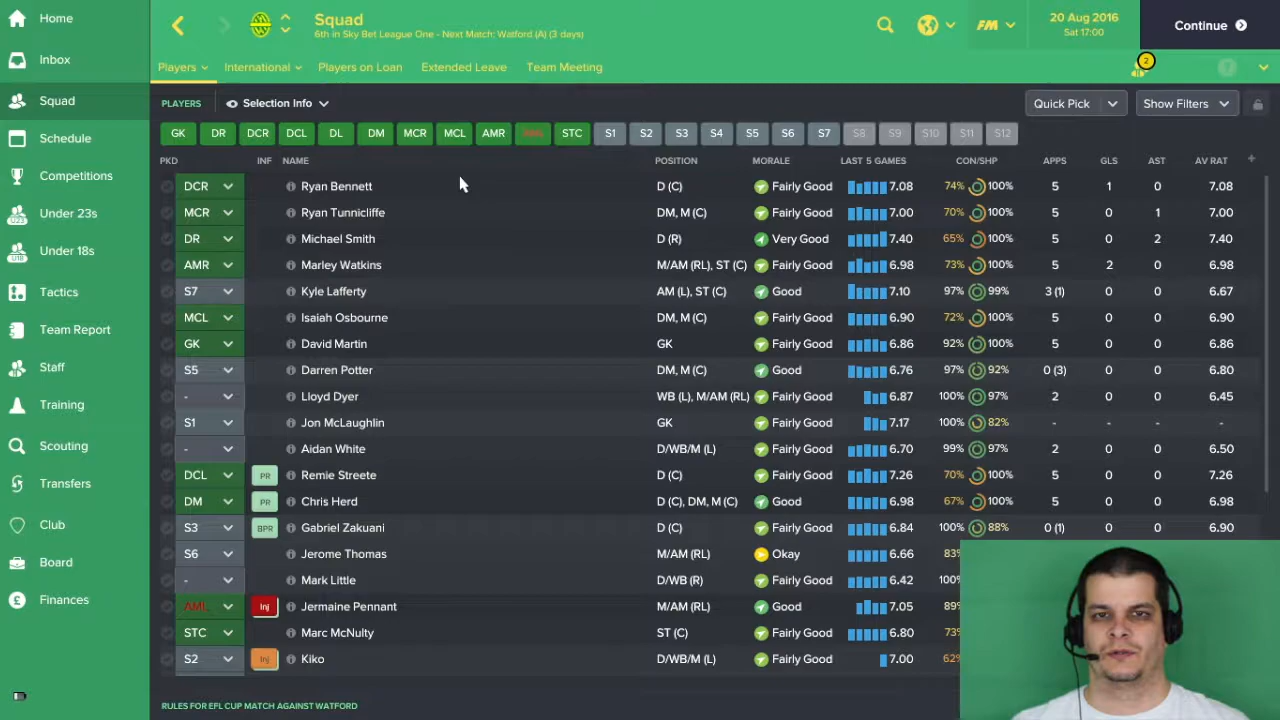 Home
Inbox
Squad
Schedule
Competitions
Under 23s
Under 18s
Tactics
Team Report
Staff
Training
Scouting
Transfers
Club
Board
Finances
Squad
6th in Sky Bet League One - Next Match: Watford (A) (3 days)
FM
20 Aug 2016
Sat 17:00
Continue
Players International Players on Loan Extended Leave Team Meeting
2
PLAYERS Selection Info Quick Pick Show Filters
GK DR DCR DCL DL DM MCR MCL AMR STC S1 S2 S3 S4 S5 S6 S7 S8 S9 S10 S11 S12
PKD INF NAME POSITION MORALE LAST 5 GAMES CON/SHP APPS GLS AST AV RAT
DCR Ryan Bennett D (C) Fairly Good 7.08 74% 100% 5 1 0 7.08
MCR Ryan Tunnicliffe DM, M (C) Fairly Good 7.00 70% 100% 5 0 1 7.00
DR Michael Smith D (R) Very Good 7.40 65% 100% 5 0 2 7.40
AMR Marley Watkins M/AM (RL), ST (C) Fairly Good 6.98 73% 100% 5 2 0 6.98
S7 Kyle Lafferty AM (L), ST (C) Good 7.10 97% 99% 3 (1) 0 0 6.67
MCL Isaiah Osbourne DM, M (C) Fairly Good 6.90 72% 100% 5 0 0 6.90
GK David Martin GK Fairly Good 6.86 92% 100% 5 0 0 6.86
S5 Darren Potter DM, M (C) Good 6.76 97% 92% 0 (3) 0 0 6.80
- Lloyd Dyer WB (L), M/AM (RL) Fairly Good 6.87 100% 97% 2 0 0 6.45
S1 Jon McLaughlin GK Fairly Good 7.17 100% 82% - - - -
- Aidan White D/WB/M (L) Fairly Good 6.70 99% 97% 2 0 0 6.50
DCL PR Remie Streete D (C) Fairly Good 7.26 70% 100% 5 0 0 7.26
DM PR Chris Herd D (C), DM, M (C) Good 6.98 67% 100% 5 0 0 6.98
S3 BPR Gabriel Zakuani D (C) Fairly Good 6.84 100% 88% 0 (1) 0 0 6.90
S6 Jerome Thomas M/AM (RL) Okay 6.66 83%
- Mark Little D/WB (R) Fairly Good 6.42 100%
AML Inj Jermaine Pennant M/AM (RL) Good 7.05 89%
STC Marc McNulty ST (C) Fairly Good 6.80 73%
S2 Inj Kiko D/WB/M (L) Fairly Good 7.00 62%
RULES FOR EFL CUP MATCH AGAINST WATFORD